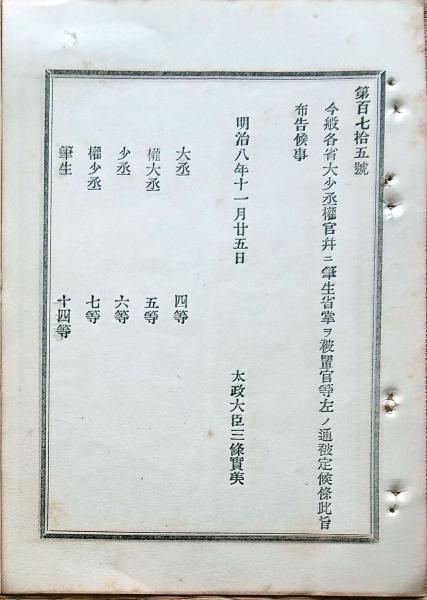 第百七拾五號
今般各省大少丞權官幷ニ筆生省掌ヲ被置官等左ノ通被定候條此旨
布告候事
明治八年十一月廿五日
太政大臣三條實美
大丞 四等
權大丞 五等
少丞 六等
權少丞 七等
筆生 十四等